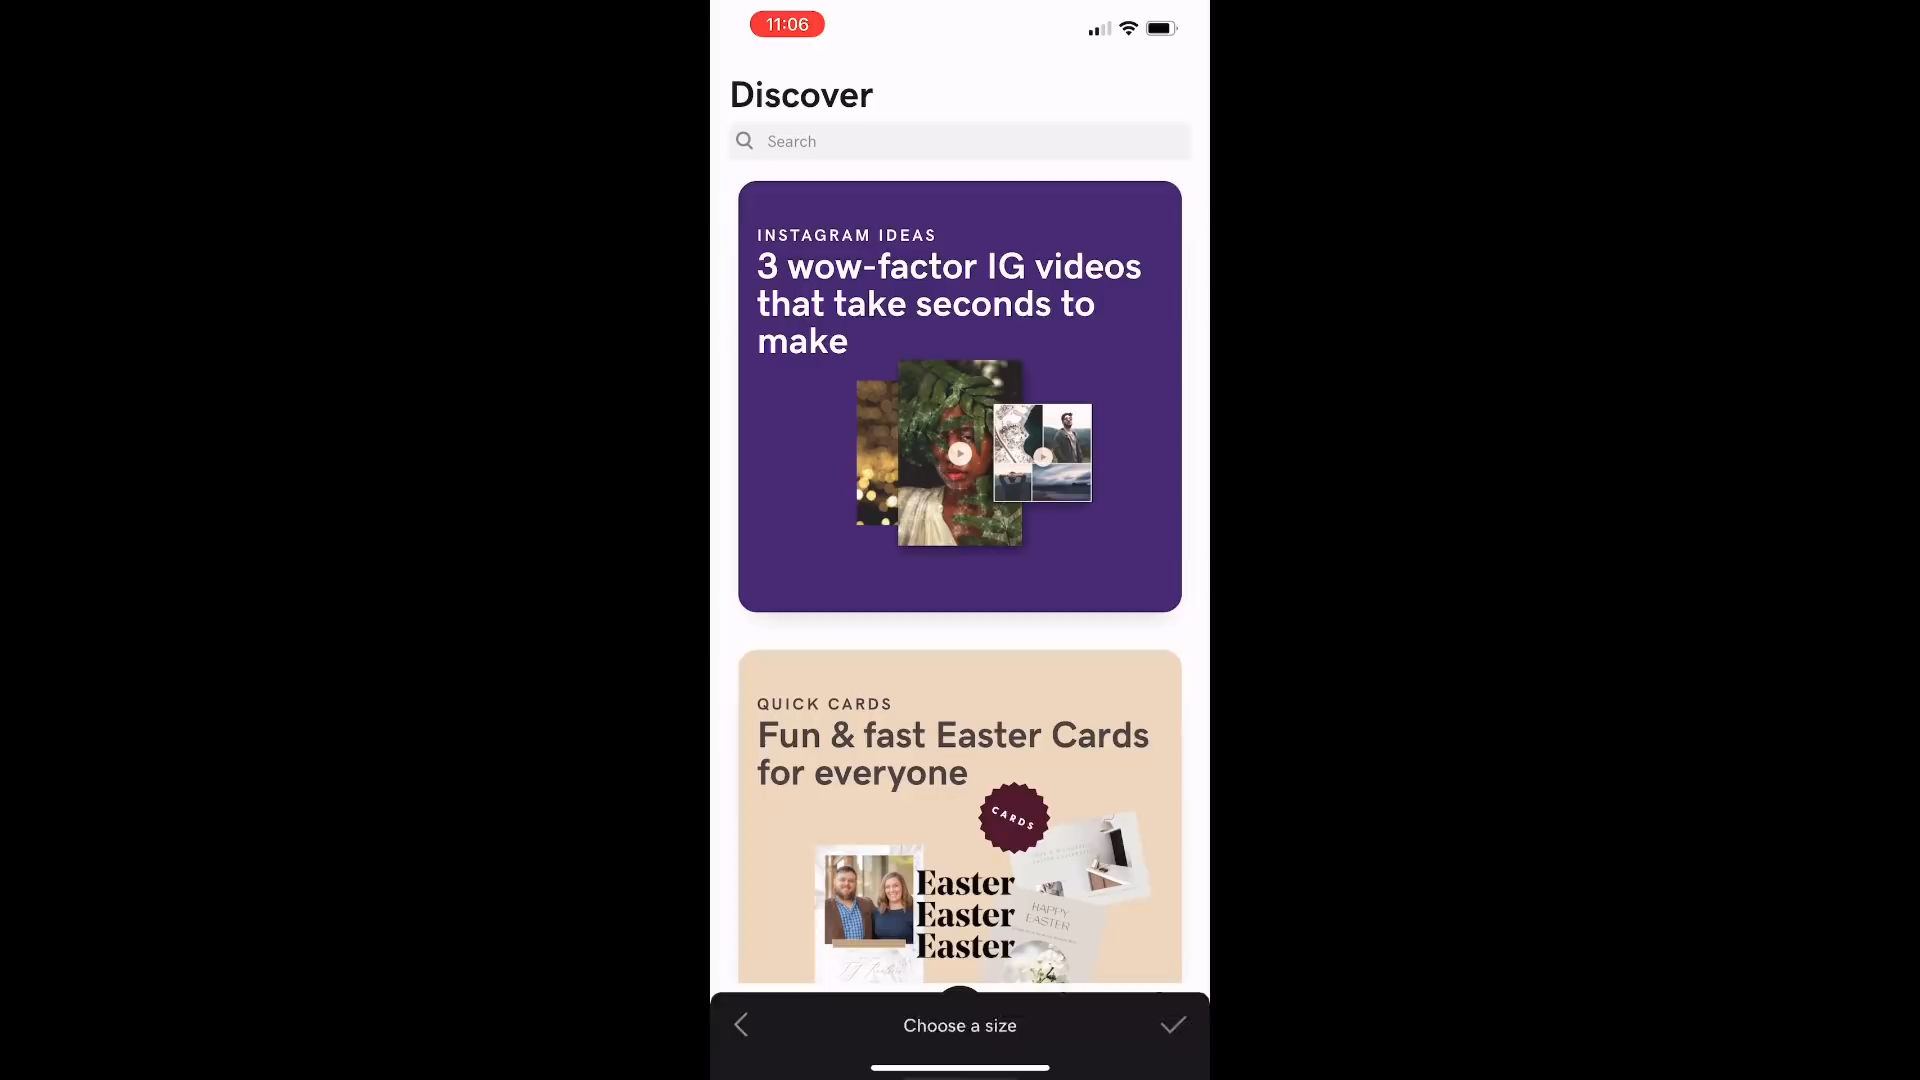 11:06
Discover
Search
INSTAGRAM IDEAS
3 wow-factor IG videos
that take seconds to
make
QUICK CARDS
Fun & fast Easter Cards
for everyone
CARDS
Easter
Easter
Easter
HAPPY
EASTER
Choose a size